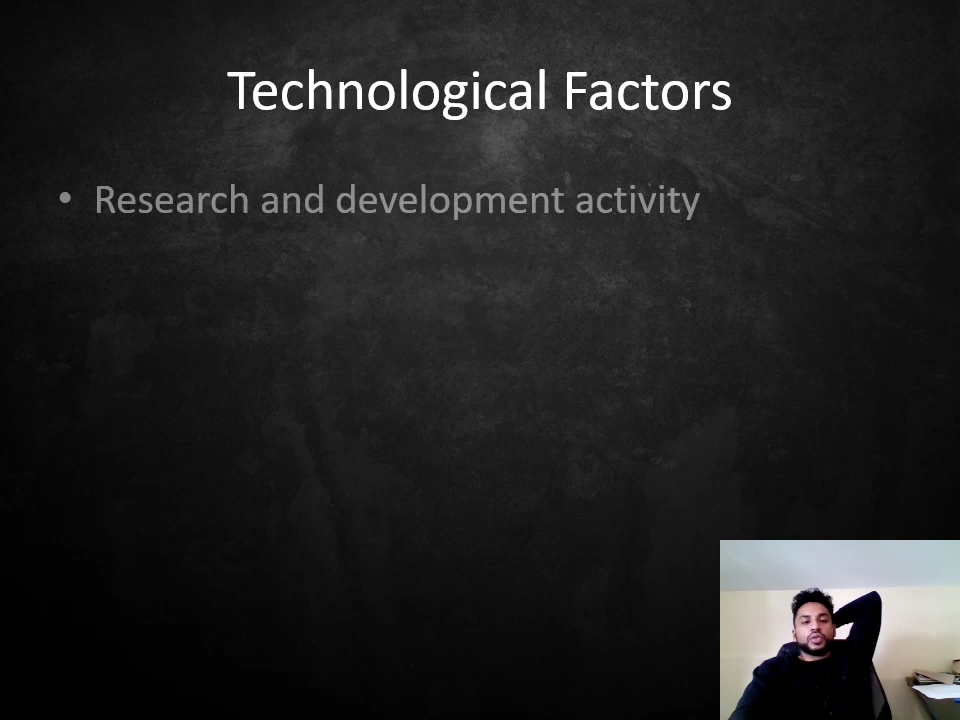 Technological Factors
• Research and development activity